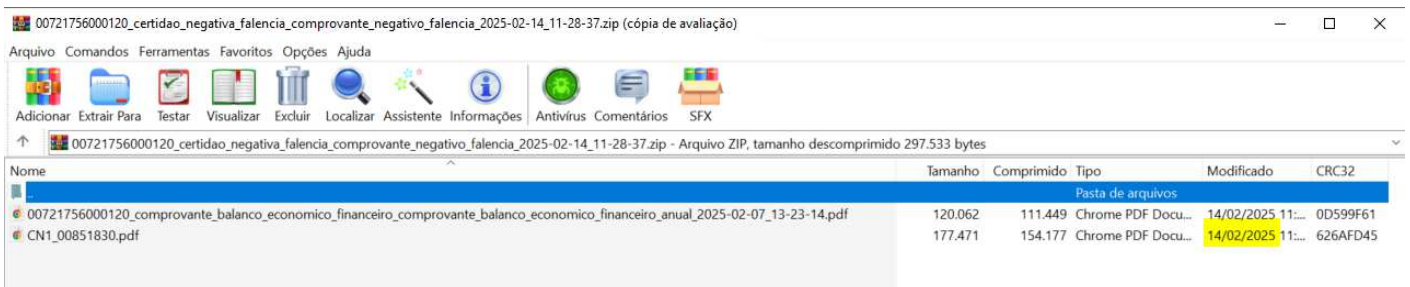 00721756000120_certidao_negativa_falencia_comprovante_negativo_falencia_2025-02-14_11-28-37.zip (cópia de avaliação)
Arquivo Comandos Ferramentas Favoritos Opções Ajuda
Adicionar Extrair Para Testar Visualizar Excluir Localizar Assistente Informações Antivírus Comentários SFX
00721756000120_certidao_negativa_falencia_comprovante_negativo_falencia_2025-02-14_11-28-37.zip - Arquivo ZIP, tamanho descomprimido 297.533 bytes
Nome Tamanho Comprimido Tipo Modificado CRC32
.. Pasta de arquivos
00721756000120_comprovante_balanco_economico_financeiro_comprovante_balanco_economico_financeiro_anual_2025-02-07_13-23-14.pdf 120.062 111.449 Chrome PDF Docu... 14/02/2025 11:... 0D599F61
CN1_00851830.pdf 177.471 154.177 Chrome PDF Docu... 14/02/2025 11:... 626AFD45